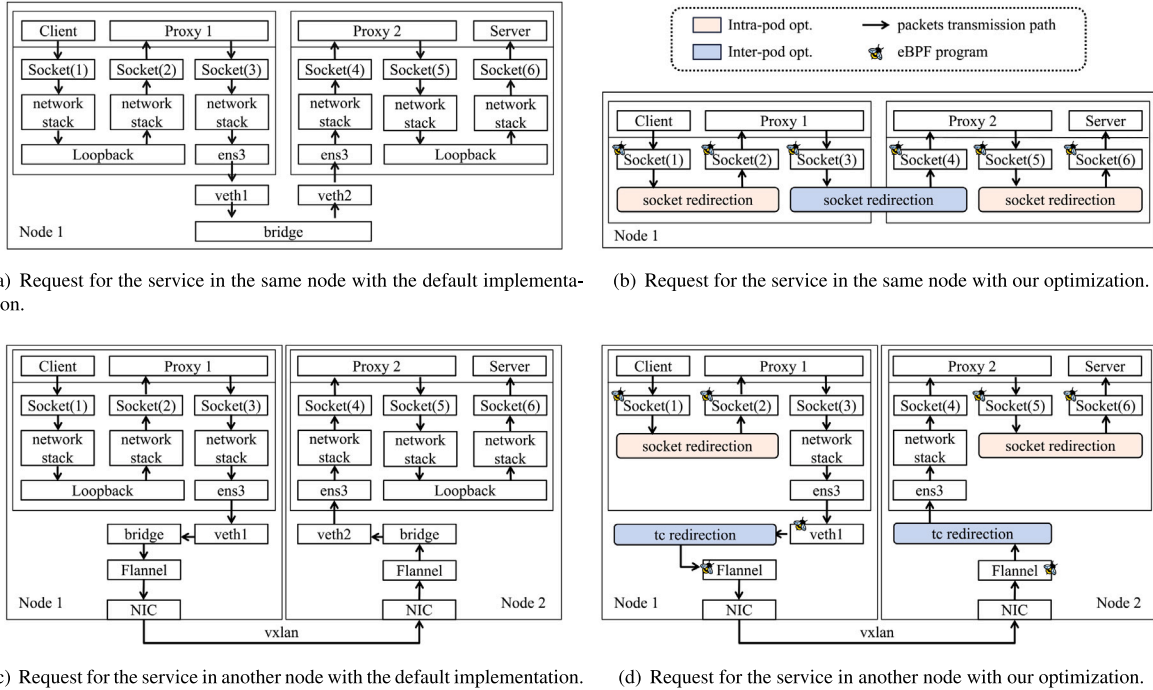 Client Proxy 1 Proxy 2 Server
Socket(1) Socket(2) Socket(3) Socket(4) Socket(5) Socket(6)
network stack network stack network stack network stack network stack network stack
Loopback ens3 ens3 Loopback
veth1 veth2
Node 1 bridge
a) Request for the service in the same node with the default implementa-
on.
Intra-pod opt. packets transmission path
Inter-pod opt. eBPF program
Client Proxy 1 Proxy 2 Server
Socket(1) Socket(2) Socket(3) Socket(4) Socket(5) Socket(6)
socket redirection socket redirection socket redirection
Node 1
(b) Request for the service in the same node with our optimization.
Client Proxy 1 Proxy 2 Server
Socket(1) Socket(2) Socket(3) Socket(4) Socket(5) Socket(6)
network stack network stack network stack network stack network stack network stack
Loopback ens3 ens3 Loopback
bridge veth1 veth2 bridge
Flannel Flannel
Node 1 NIC NIC Node 2
vxlan
c) Request for the service in another node with the default implementation.
Client Proxy 1 Proxy 2 Server
Socket(1) Socket(2) Socket(3) Socket(4) Socket(5) Socket(6)
socket redirection network stack network stack socket redirection
ens3 ens3
tc redirection veth1 tc redirection
Flannel Flannel
Node 1 NIC NIC Node 2
vxlan
(d) Request for the service in another node with our optimization.